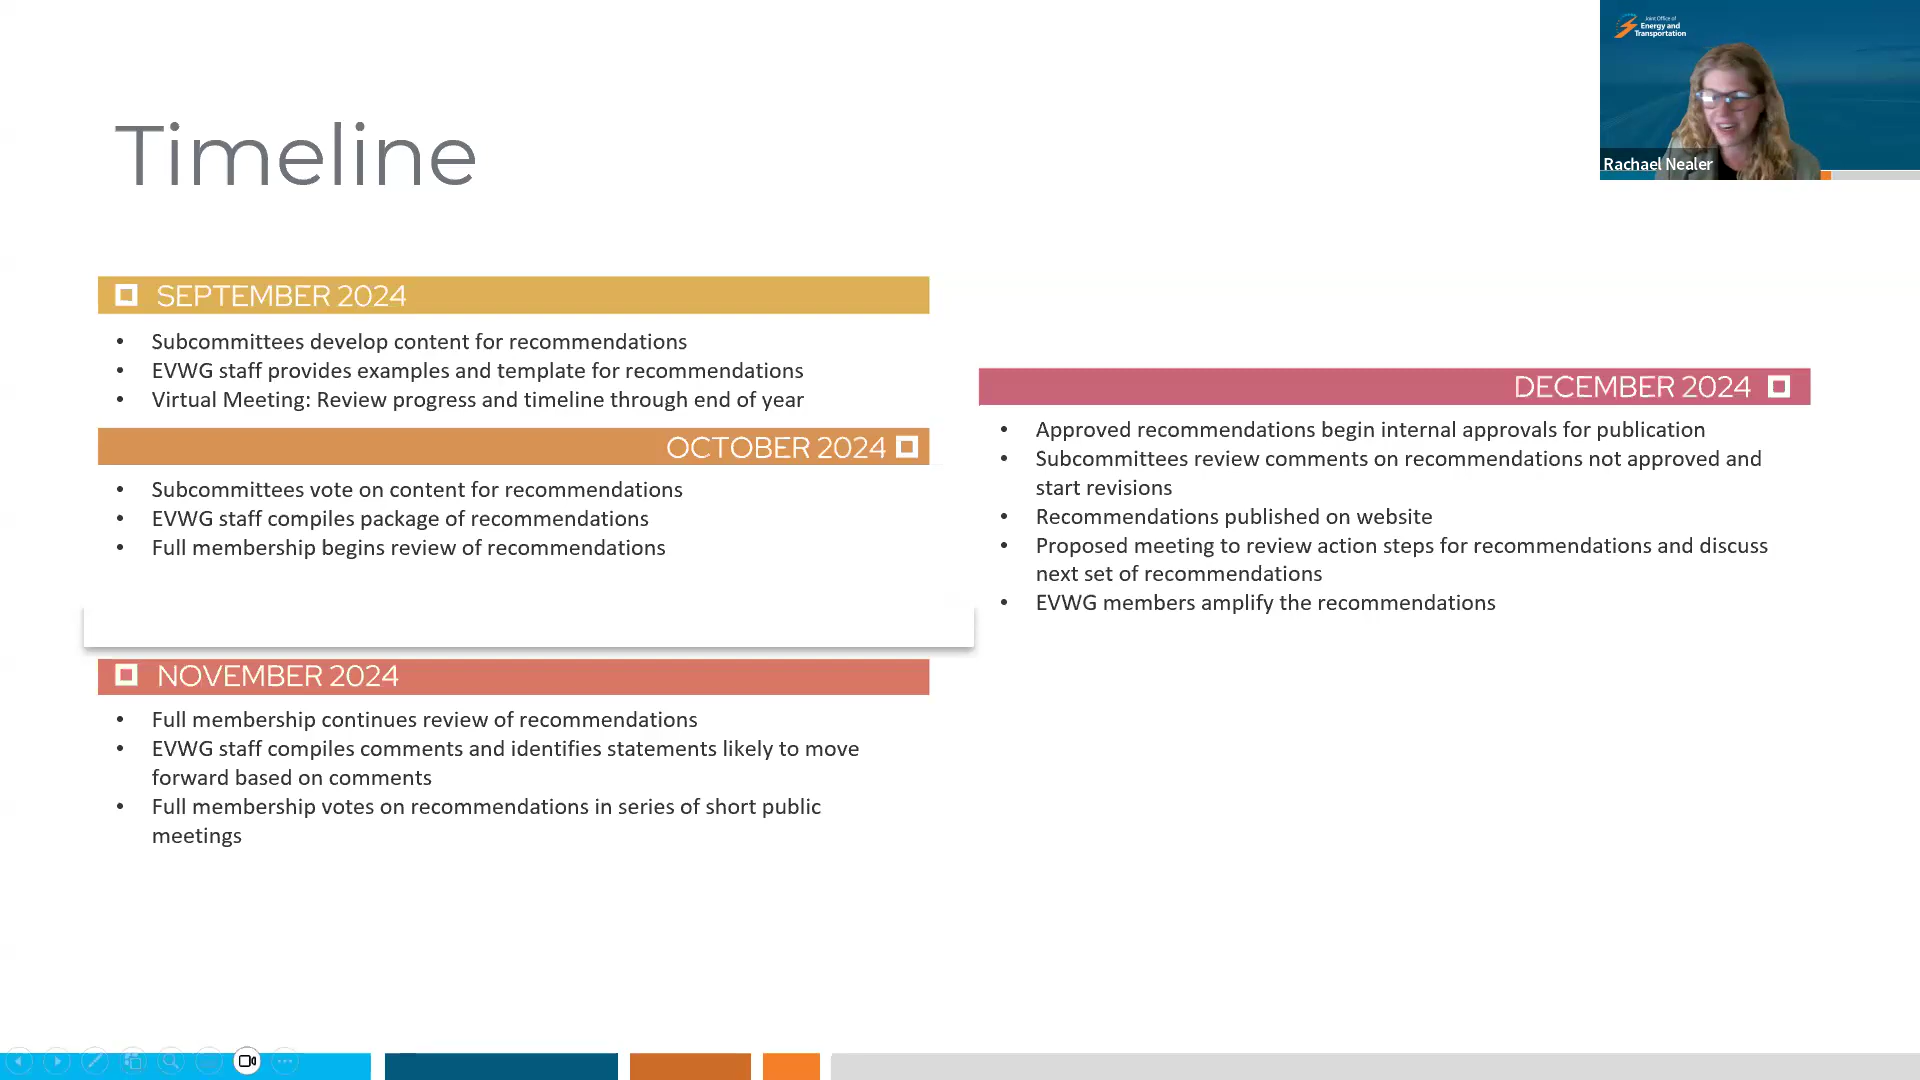 Timeline
SEPTEMBER 2024
• Subcommittees develop content for recommendations
• EVWG staff provides examples and template for recommendations
• Virtual Meeting: Review progress and timeline through end of year
OCTOBER 2024
• Subcommittees vote on content for recommendations
• EVWG staff compiles package of recommendations
• Full membership begins review of recommendations
NOVEMBER 2024
• Full membership continues review of recommendations
• EVWG staff compiles comments and identifies statements likely to move
forward based on comments
• Full membership votes on recommendations in series of short public
meetings
DECEMBER 2024
• Approved recommendations begin internal approvals for publication
• Subcommittees review comments on recommendations not approved and
start revisions
• Recommendations published on website
• Proposed meeting to review action steps for recommendations and discuss
next set of recommendations
• EVWG members amplify the recommendations
Joint Office of
Energy and
Transportation
Rachael Nealer